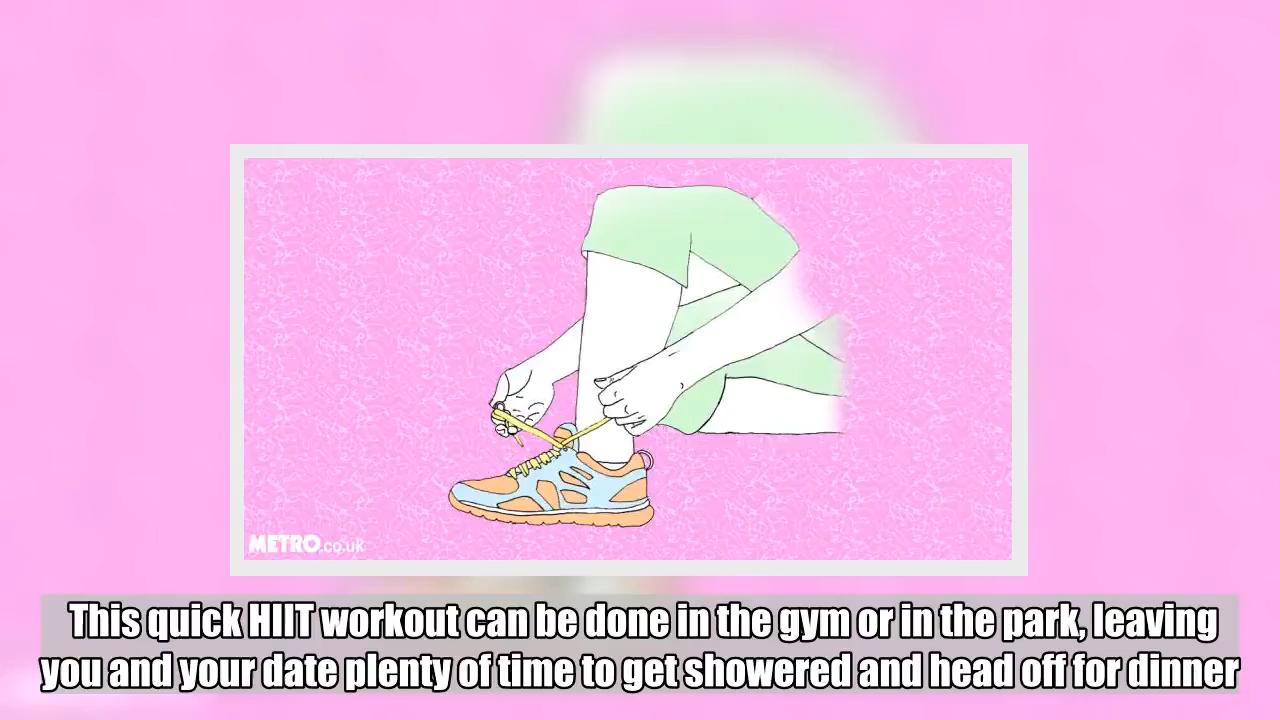 METRO.co.uk
This quick HIIT workout can be done in the gym or in the park, leaving
you and your date plenty of time to get showered and head off for dinner